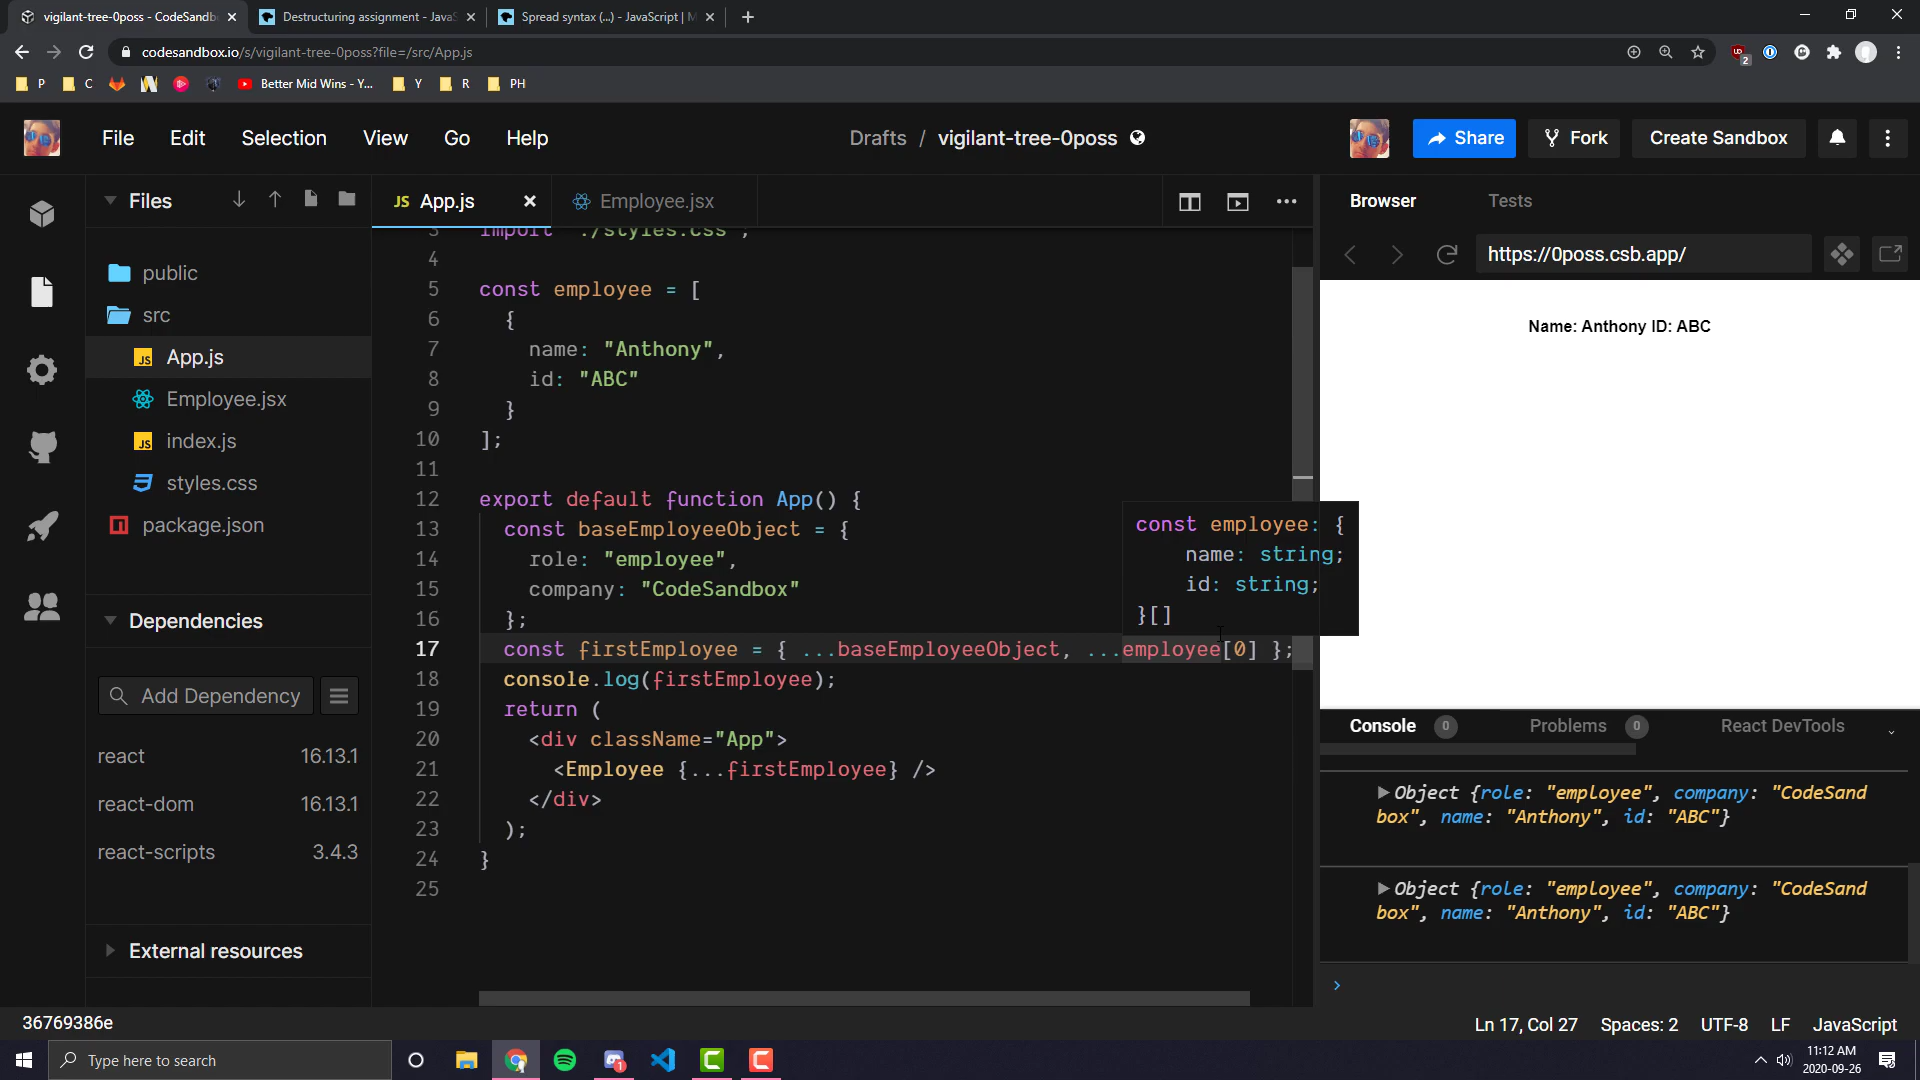 vigilant-tree-0poss - CodeSandb
Destructuring assignment - JavaS
Spread syntax (...) - JavaScript | M
codesandbox.io/s/vigilant-tree-0poss?file=/src/App.js
2
P
C
Better Mid Wins - Y...
Y
R
PH
File
Edit
Selection
View
Go
Help
Drafts / vigilant-tree-0poss
Share
Fork
Create Sandbox
Files
public
src
App.js
Employee.jsx
index.js
styles.css
package.json
Dependencies
Add Dependency
react 16.13.1
react-dom 16.13.1
react-scripts 3.4.3
External resources
JS App.js
Employee.jsx
3 import "./styles.css";
4
5 const employee = [
6 {
7 name: "Anthony",
8 id: "ABC"
9 }
10 ];
11
12 export default function App() {
13 const baseEmployeeObject = {
14 role: "employee",
15 company: "CodeSandbox"
16 };
17 const firstEmployee = { ...baseEmployeeObject, ...employee[0] };
18 console.log(firstEmployee);
19 return (
20 <div className="App">
21 <Employee {...firstEmployee} />
22 </div>
23 );
24 }
25
const employee: {
name: string;
id: string;
}[]
Browser
Tests
https://0poss.csb.app/
Name: Anthony ID: ABC
Console 0
Problems 0
React DevTools
Object {role: "employee", company: "CodeSand
box", name: "Anthony", id: "ABC"}
Object {role: "employee", company: "CodeSand
box", name: "Anthony", id: "ABC"}
36769386e
Ln 17, Col 27
Spaces: 2
UTF-8
LF
JavaScript
Type here to search
1
11:12 AM
2020-09-26